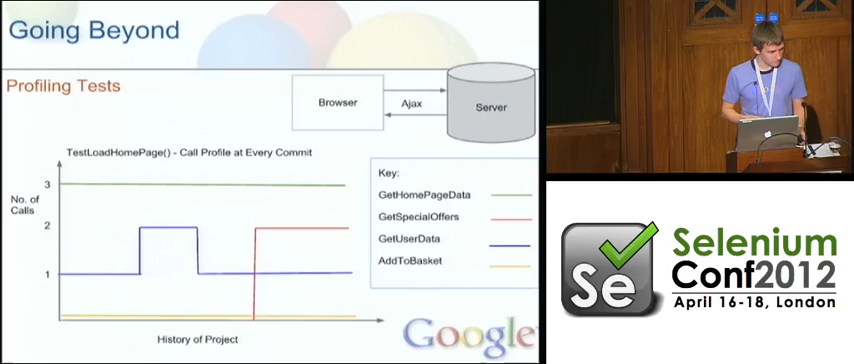 Going Beyond
Profiling Tests
Browser
Ajax
Server
TestLoadHomePage() - Call Profile at Every Commit
No. of
Calls
3
2
1
History of Project
Key:
GetHomePageData
GetSpecialOffers
GetUserData
AddToBasket
Google
Se
Selenium
Conf2012
April 16-18, London